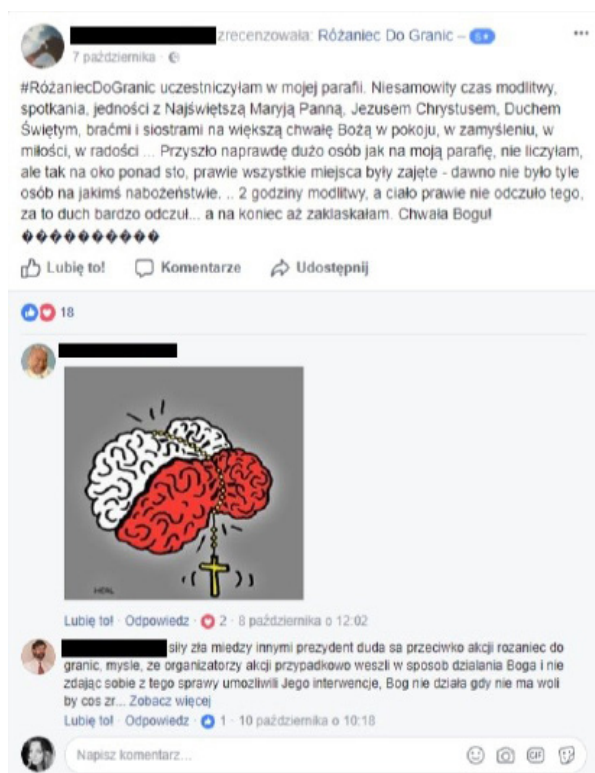 zrecenzowała: Różaniec Do Granic – 5★
7 października
#RóżaniecDoGranic uczestniczyłam w mojej parafii. Niesamowity czas modlitwy,
spotkania, jedności z Najświętszą Maryją Panną, Jezusem Chrystusem, Duchem
Świętym, braćmi i siostrami na większą chwałę Bożą w pokoju, w zamyśleniu, w
miłości, w radości ... Przyszło naprawdę dużo osób jak na moją parafię, nie liczyłam,
ale tak na oko ponad sto, prawie wszystkie miejsca były zajęte - dawno nie było tyle
osób na jakimś nabożeństwie. .. 2 godziny modlitwy, a ciało prawie nie odczuło tego,
za to duch bardzo odczuł... a na koniec aż zaklaskałam. Chwała Bogu!
�����������
Lubię to! Komentarze Udostępnij
18
Lubię to! · Odpowiedz · 2 · 8 października o 12:02
siły zła miedzy innymi prezydent duda sa przeciwko akcji rozaniec do
granic, mysle, ze organizatorzy akcji przypadkowo weszli w sposob dzialania Boga i nie
zdając sobie z tego sprawy umozliwili Jego interwencje, Bog nie działa gdy nie ma woli
by cos zr... Zobacz więcej
Lubię to! · Odpowiedz · 1 · 10 października o 10:18
Napisz komentarz...
GIF